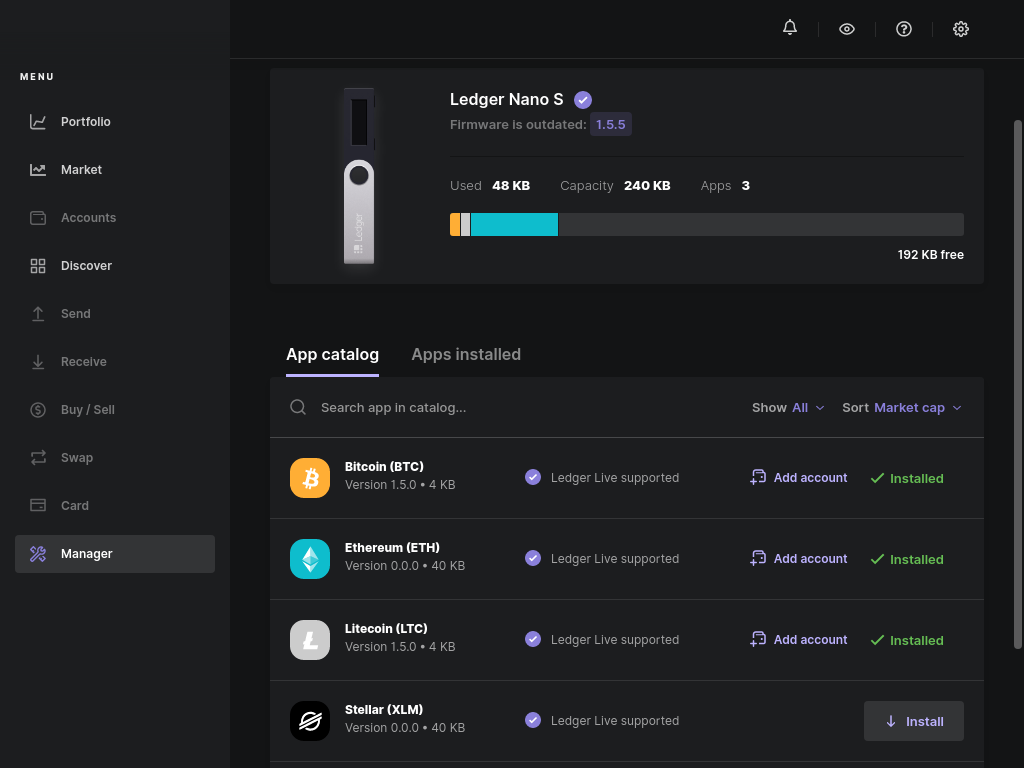 MENU
Portfolio
Market
Accounts
Discover
Send
Receive
Buy / Sell
Swap
Card
Manager
Ledger
Ledger Nano S
Firmware is outdated: 1.5.5
Used 48 KB Capacity 240 KB Apps 3
192 KB free
App catalog Apps installed
Search app in catalog... Show All Sort Market cap
Bitcoin (BTC)
Version 1.5.0 • 4 KB
Ledger Live supported Add account Installed
Ethereum (ETH)
Version 0.0.0 • 40 KB
Ledger Live supported Add account Installed
Litecoin (LTC)
Version 1.5.0 • 4 KB
Ledger Live supported Add account Installed
Stellar (XLM)
Version 0.0.0 • 40 KB
Ledger Live supported Install